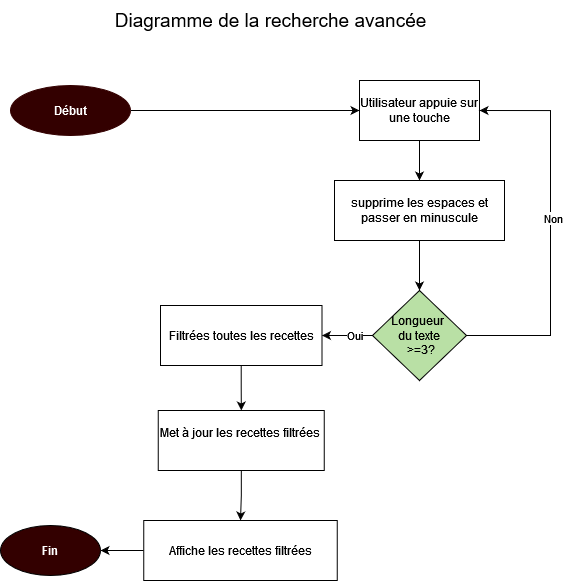 Diagramme de la recherche avancée
Début
Utilisateur appuie sur
une touche
supprime les espaces et
passer en minuscule
Non
Longueur
du texte
>=3?
Oui
Filtrées toutes les recettes
Met à jour les recettes filtrées
Affiche les recettes filtrées
Fin